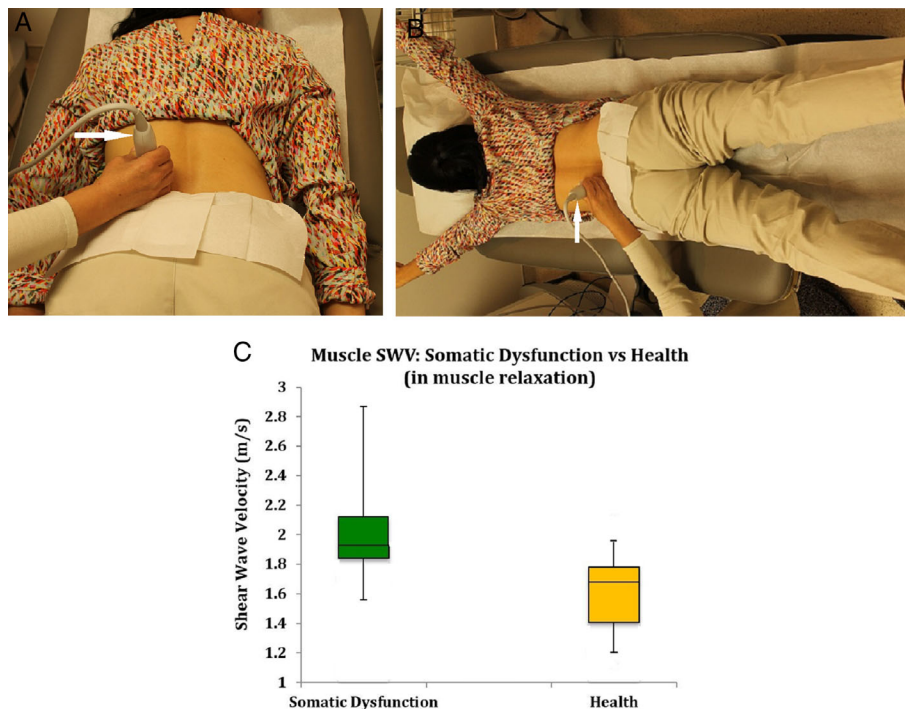 A
B
C
Muscle SWV: Somatic Dysfunction vs Health
(in muscle relaxation)
Shear Wave Velocity (m/s)
3
2.8
2.6
2.4
2.2
2
1.8
1.6
1.4
1.2
1
Somatic Dysfunction
Health